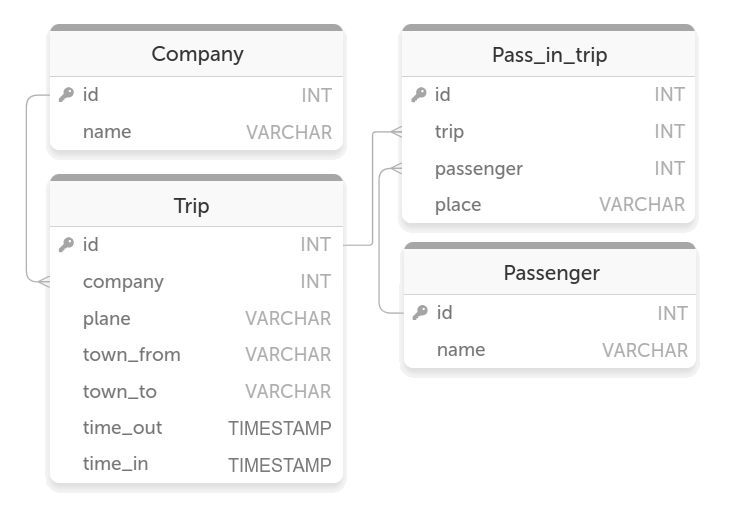 Company
id INT
name VARCHAR
Trip
id INT
company INT
plane VARCHAR
town_from VARCHAR
town_to VARCHAR
time_out TIMESTAMP
time_in TIMESTAMP
Pass_in_trip
id INT
trip INT
passenger INT
place VARCHAR
Passenger
id INT
name VARCHAR